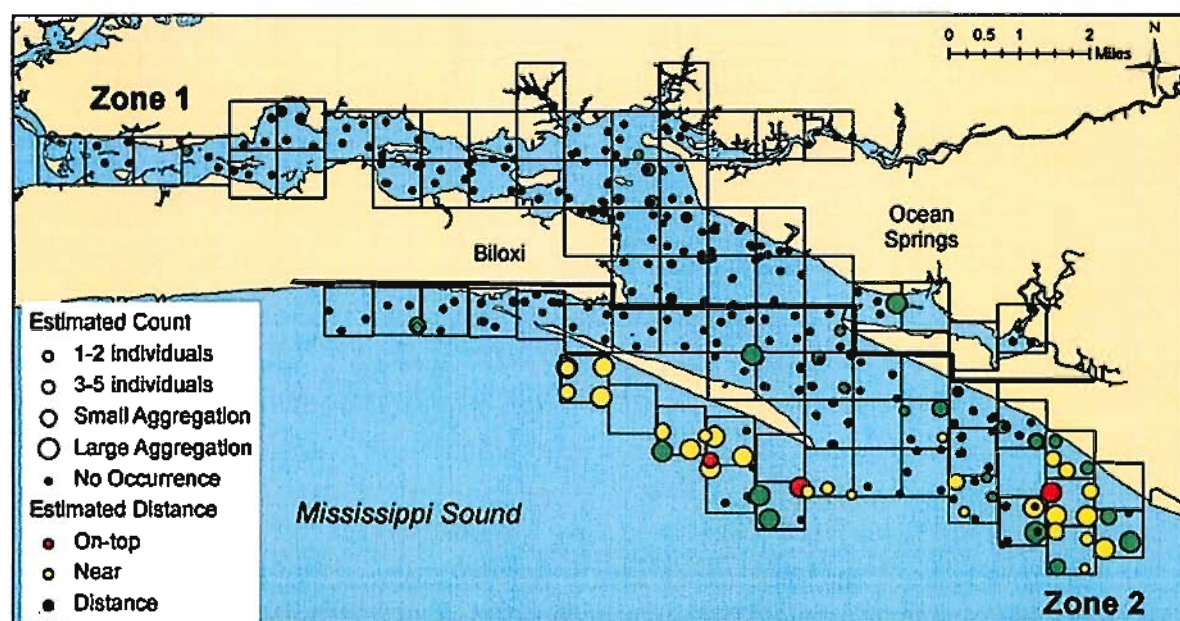 Zone 1
0 0.5 1 2
Miles
N
Ocean
Springs
Biloxi
Estimated Count
1-2 individuals
3-5 individuals
Small Aggregation
Large Aggregation
No Occurrence
Estimated Distance
On-top
Near
Distance
Mississippi Sound
Zone 2